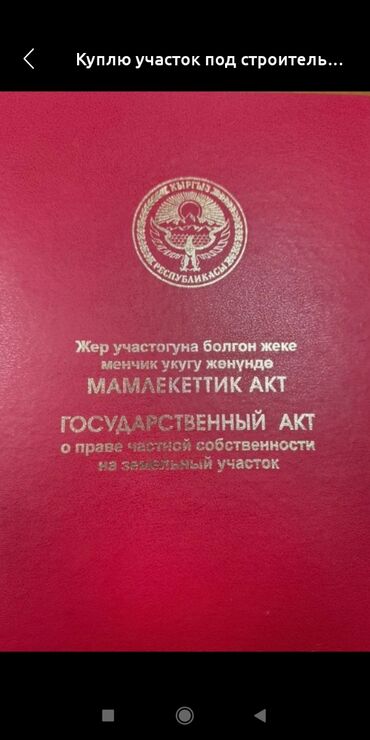 Куплю участок под строитель...
КЫРГЫЗ
РЕСПУБЛИКАСЫ
Жер участогуна болгон жеке
менчик укугу жөнүндө
МАМЛЕКЕТТИК АКТ
ГОСУДАРСТВЕННЫЙ АКТ
о праве частной собственности
на земельный участок